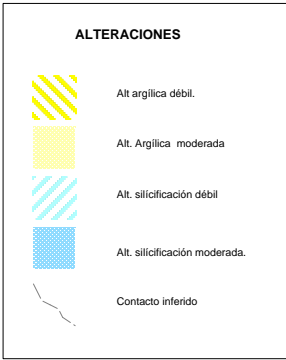 ALTERACIONES
Alt argílica débil.
Alt. Argílica moderada
Alt. silícificación débil
Alt. silícificación moderada.
Contacto inferido